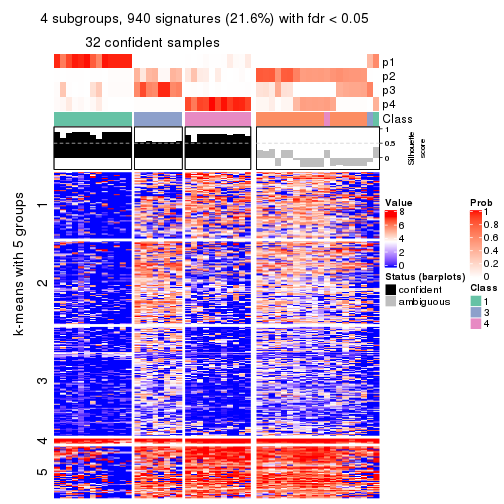 4 subgroups, 940 signatures (21.6%) with fdr < 0.05
32 confident samples
p1
p2
p3
p4
Class
1
0.5
0
Silhouette
score
k-means with 5 groups
1
2
3
4
5
Value
8
6
4
2
0
Status (barplots)
confident
ambiguous
Prob
1
0.8
0.6
0.4
0.2
0
Class
1
3
4